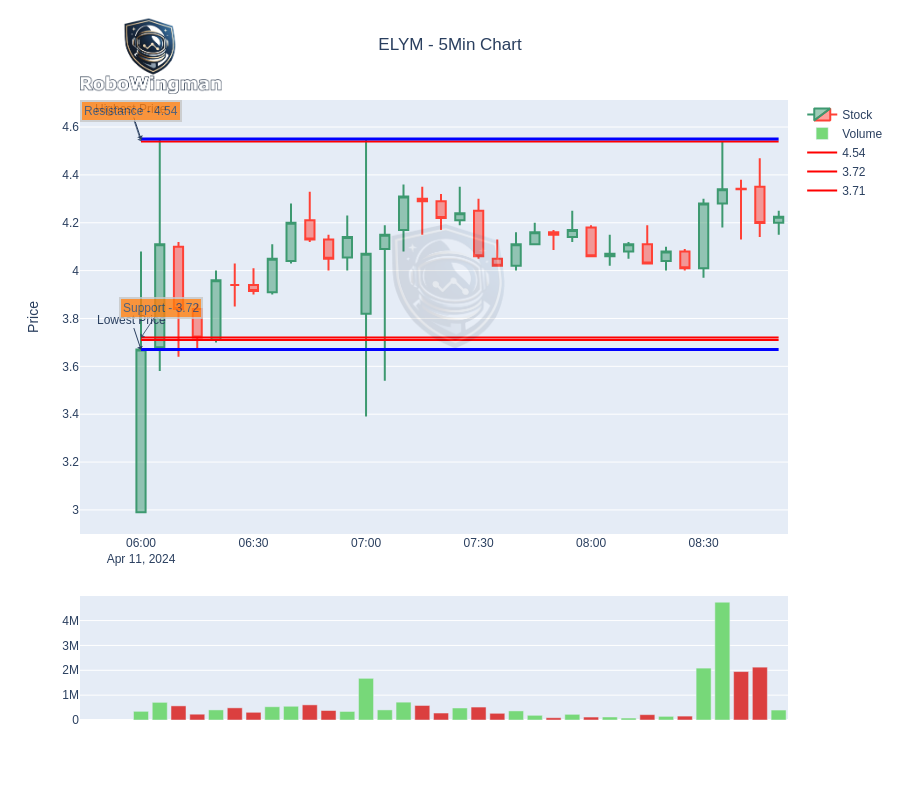 RoboWingman
ELYM - 5Min Chart
Resistance - 4.54
4.6
4.4
4.2
4
3.8
3.6
3.4
3.2
3
Price
Support - 3.72
Lowest Price
06:00
Apr 11, 2024
06:30
07:00
07:30
08:00
08:30
Stock
Volume
4.54
3.72
3.71
4M
3M
2M
1M
0